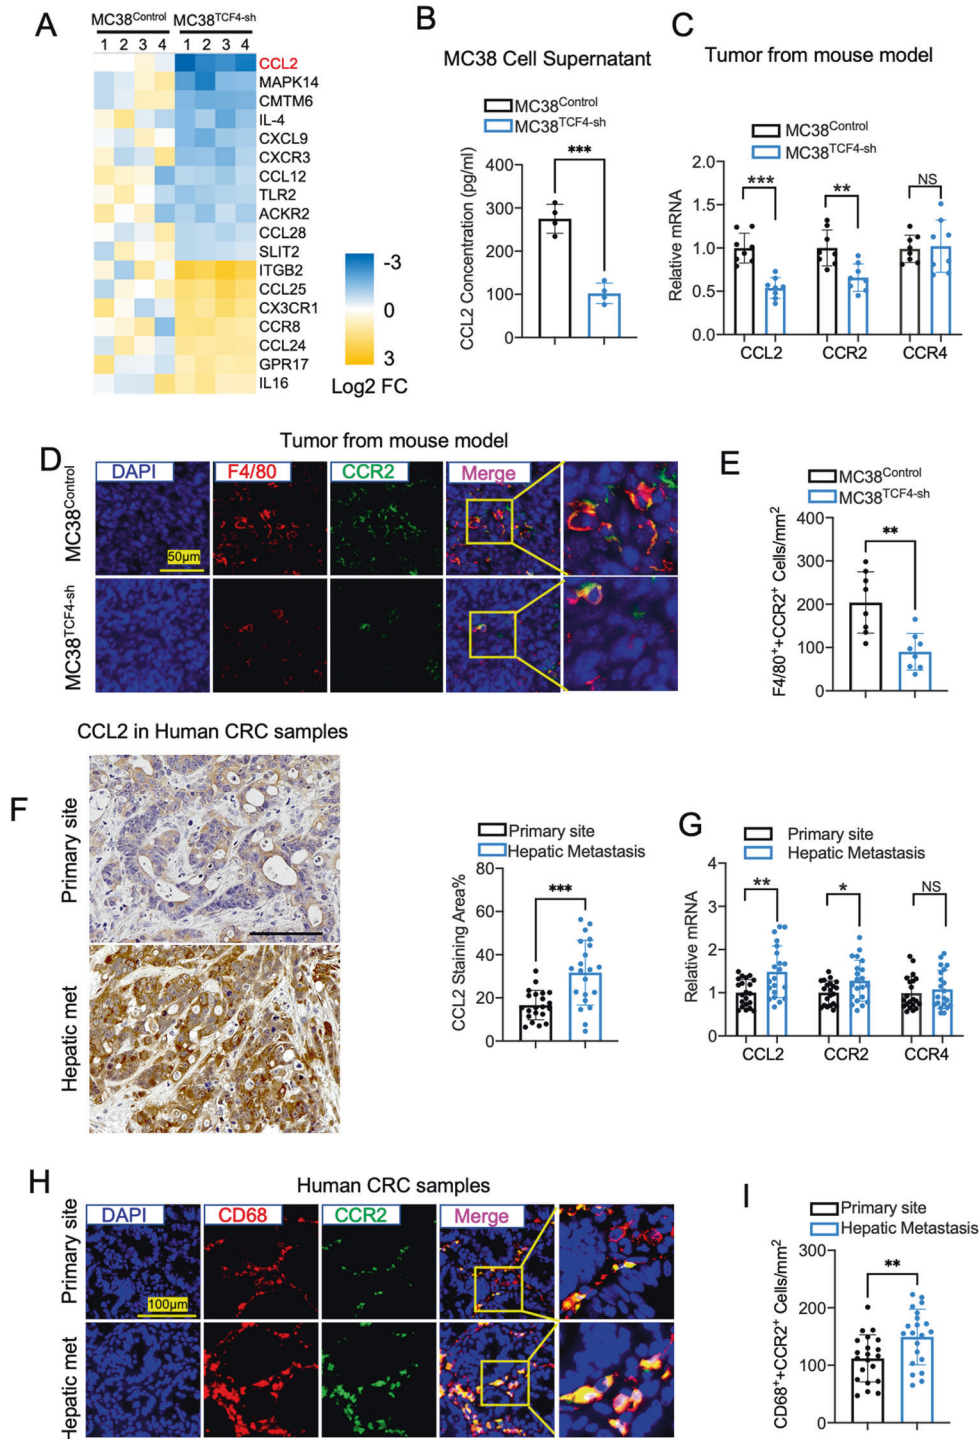 A
MC38Control MC38TCF4-sh
1 2 3 4 1 2 3 4
CCL2
MAPK14
CMTM6
IL-4
CXCL9
CXCR3
CCL12
TLR2
ACKR2
CCL28
SLIT2
ITGB2
CCL25
CX3CR1
CCR8
CCL24
GPR17
IL16
-3
0
3
Log2 FC
B
MC38 Cell Supernatant
MC38Control
MC38TCF4-sh
***
CCL2 Concentration (pg/ml)
400
300
200
100
0
C
Tumor from mouse model
MC38Control
MC38TCF4-sh
Relative mRNA
2.0
1.5
1.0
0.5
0.0
*** ** NS
CCL2 CCR2 CCR4
D
Tumor from mouse model
DAPI F4/80 CCR2 Merge
MC38Control
50µm
MC38TCF4-sh
E
MC38Control
MC38TCF4-sh
F4/80++CCR2+ Cells/mm2
400
300
200
100
0
**
F
CCL2 in Human CRC samples
Primary site
Hepatic met
Primary site
Hepatic Metastasis
***
CCL2 Staining Area%
80
60
40
20
0
G
Primary site
Hepatic Metastasis
Relative mRNA
4
3
2
1
0
** * NS
CCL2 CCR2 CCR4
H
Human CRC samples
DAPI CD68 CCR2 Merge
Primary site
100µm
Hepatic met
I
Primary site
Hepatic Metastasis
CD68++CCR2+ Cells/mm2
300
200
100
0
**